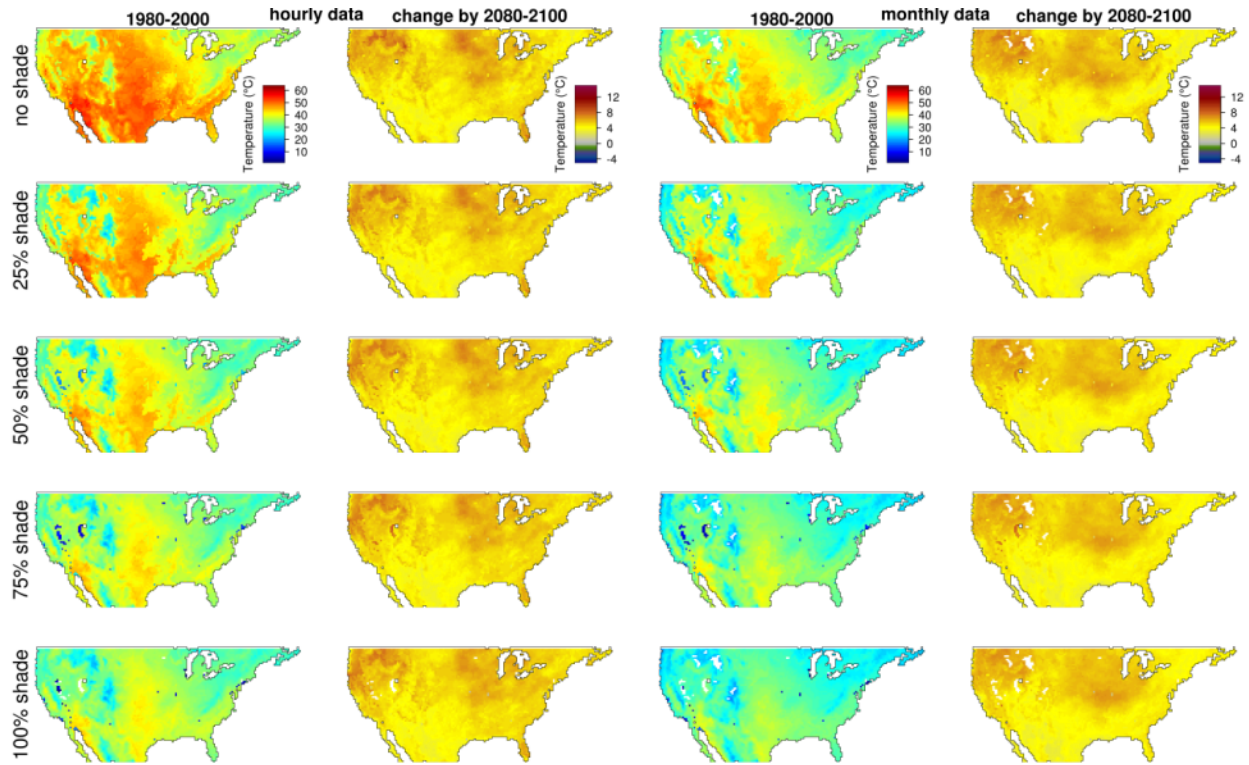 hourly data
monthly data
1980-2000
change by 2080-2100
1980-2000
change by 2080-2100
no shade
Temperature (°C)
60
50
40
30
20
10
Temperature (°C)
12
8
4
0
-4
Temperature (°C)
60
50
40
30
20
10
Temperature (°C)
12
8
4
0
-4
25% shade
50% shade
75% shade
100% shade